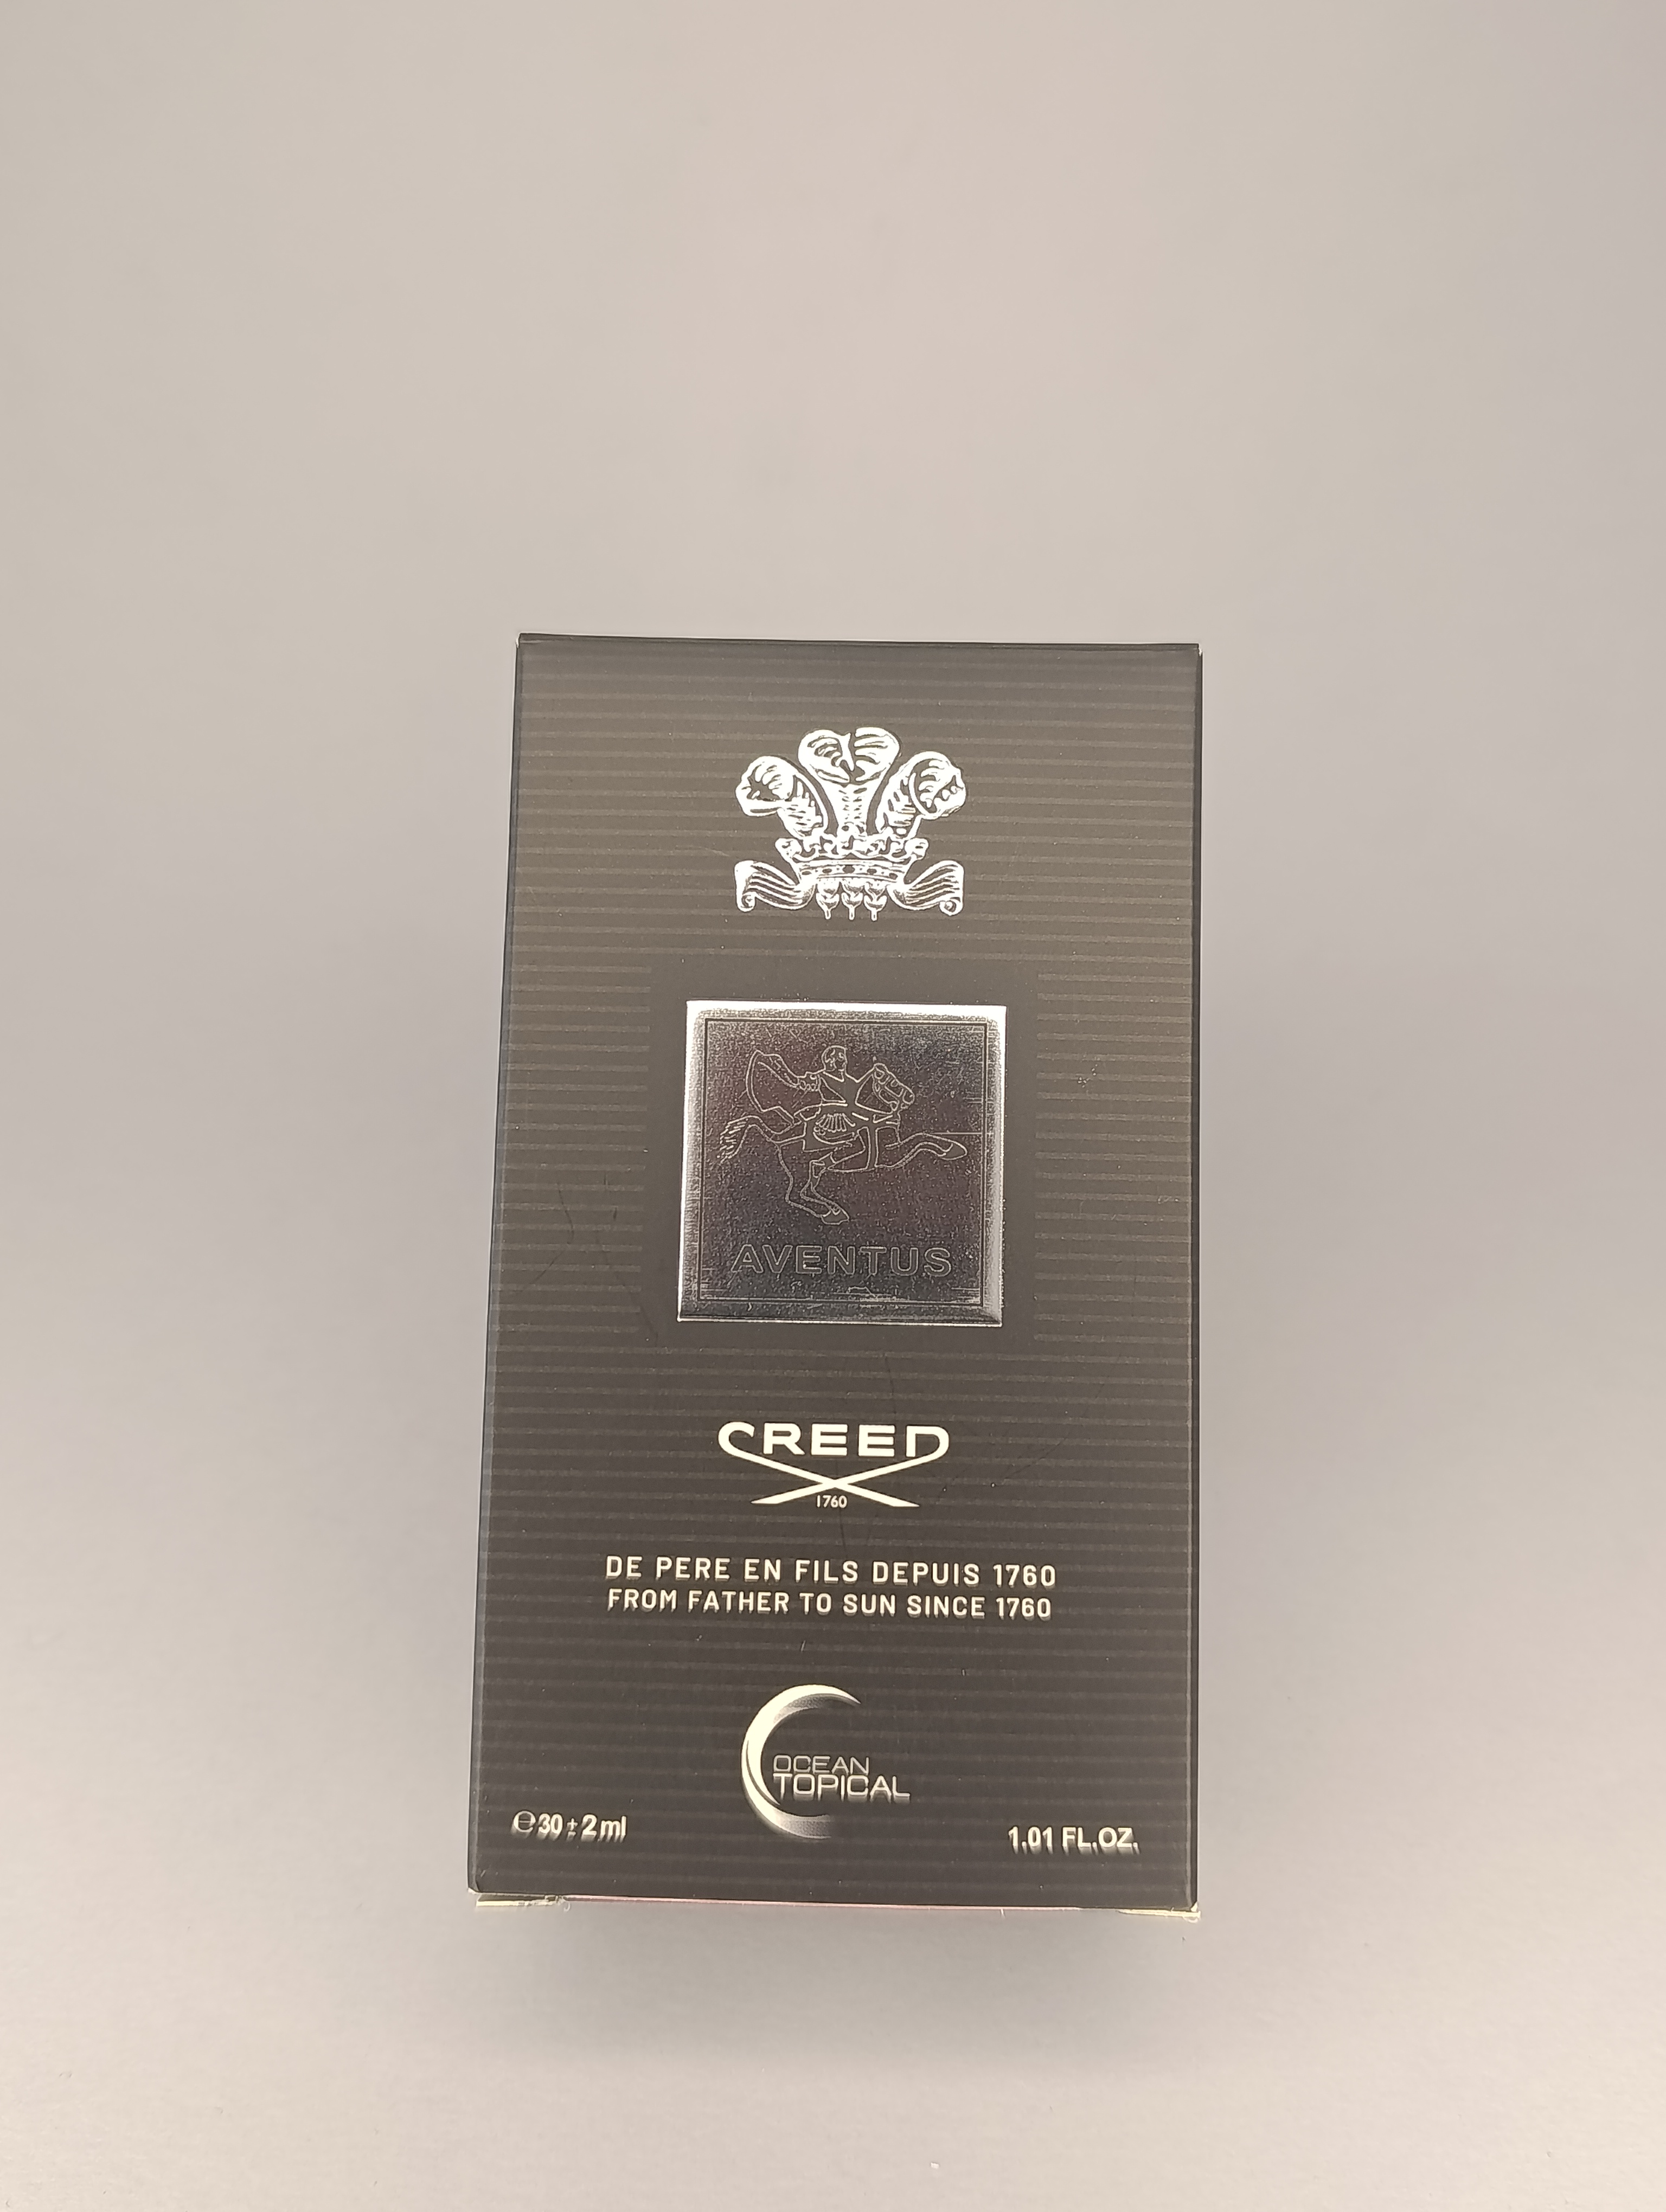 AVENTUS
CREED
1760
DE PERE EN FILS DEPUIS 1760
FROM FATHER TO SUN SINCE 1760
OCEAN
TOPICAL
℮30±2ml
1.01 FL.OZ.